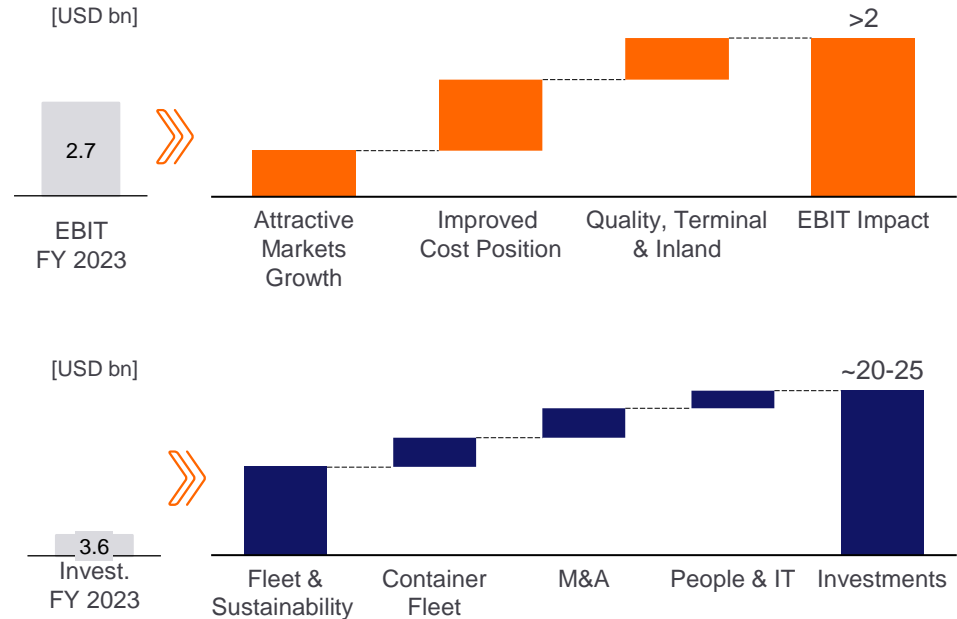 [USD bn]
>2
2.7
EBIT
FY 2023
Attractive
Markets
Growth
Improved
Cost Position
Quality, Terminal
& Inland
EBIT Impact
[USD bn]
~20-25
3.6
Invest.
FY 2023
Fleet &
Sustainability
Container
Fleet
M&A
People & IT
Investments